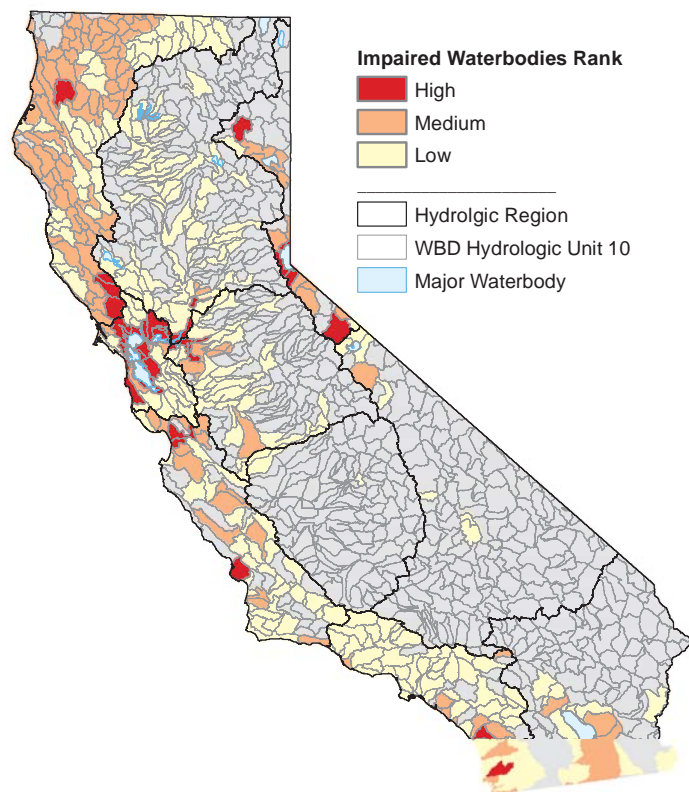 Impaired Waterbodies Rank
High
Medium
Low
Hydrolgic Region
WBD Hydrologic Unit 10
Major Waterbody